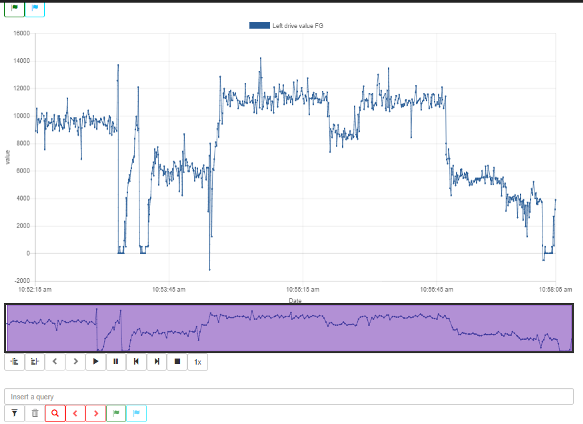 Left drive value FG
16000
14000
12000
10000
8000
6000
4000
2000
0
-2000
value
10:52:15 am
10:53:45 am
10:55:15 am
10:56:45 am
10:58:05 am
Date
1x
Insert a query